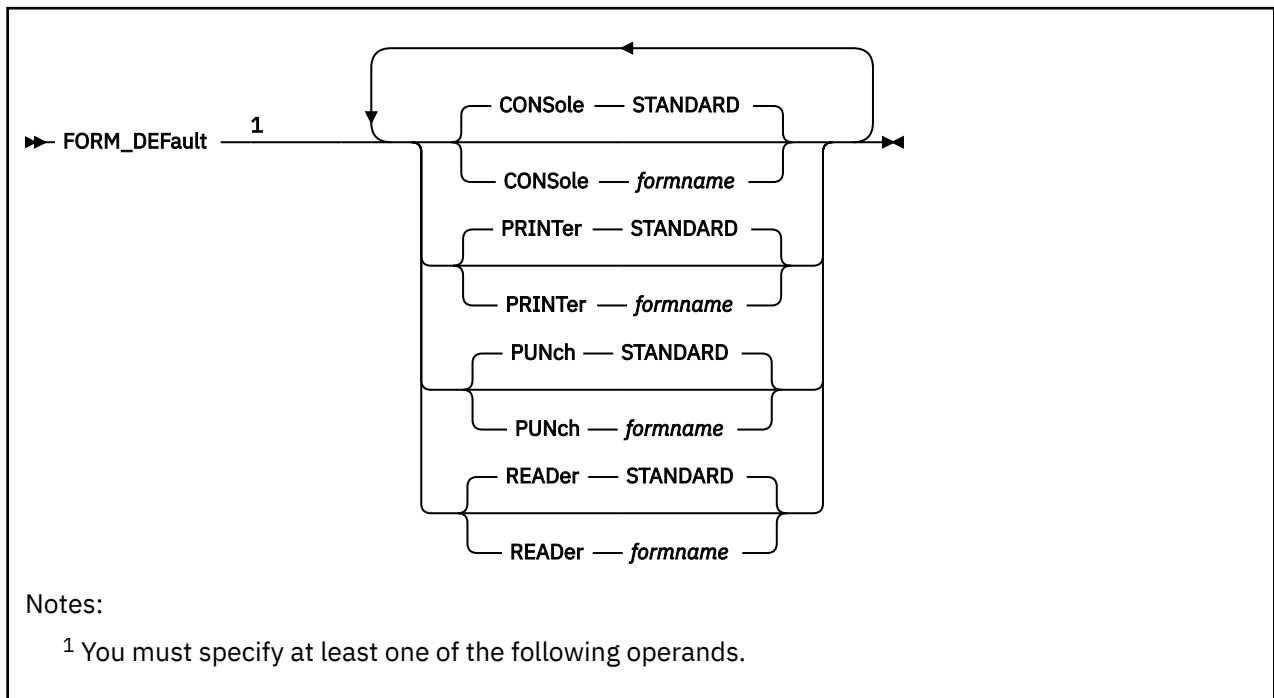 CONSole STANDARD
FORM_DEFault 1
CONSole formname
PRINTer STANDARD
PRINTer formname
PUNch STANDARD
PUNch formname
READer STANDARD
READer formname
Notes:
1 You must specify at least one of the following operands.